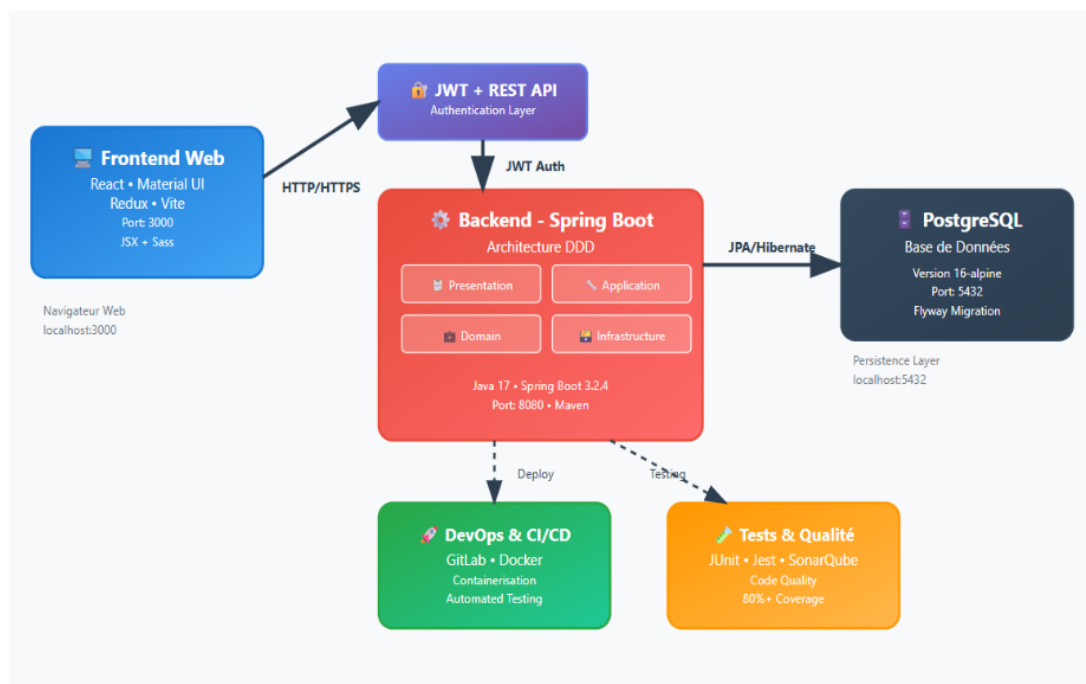 JWT + REST API
Authentication Layer
Frontend Web
React • Material UI
Redux • Vite
Port: 3000
JSX + Sass
HTTP/HTTPS
JWT Auth
Navigateur Web
localhost:3000
Backend - Spring Boot
Architecture DDD
Presentation
Application
Domain
Infrastructure
Java 17 • Spring Boot 3.2.4
Port: 8080 • Maven
JPA/Hibernate
PostgreSQL
Base de Données
Version 16-alpine
Port: 5432
Flyway Migration
Persistence Layer
localhost:5432
Deploy
Testing
DevOps & CI/CD
GitLab • Docker
Containerisation
Automated Testing
Tests & Qualité
JUnit • Jest • SonarQube
Code Quality
80%+ Coverage